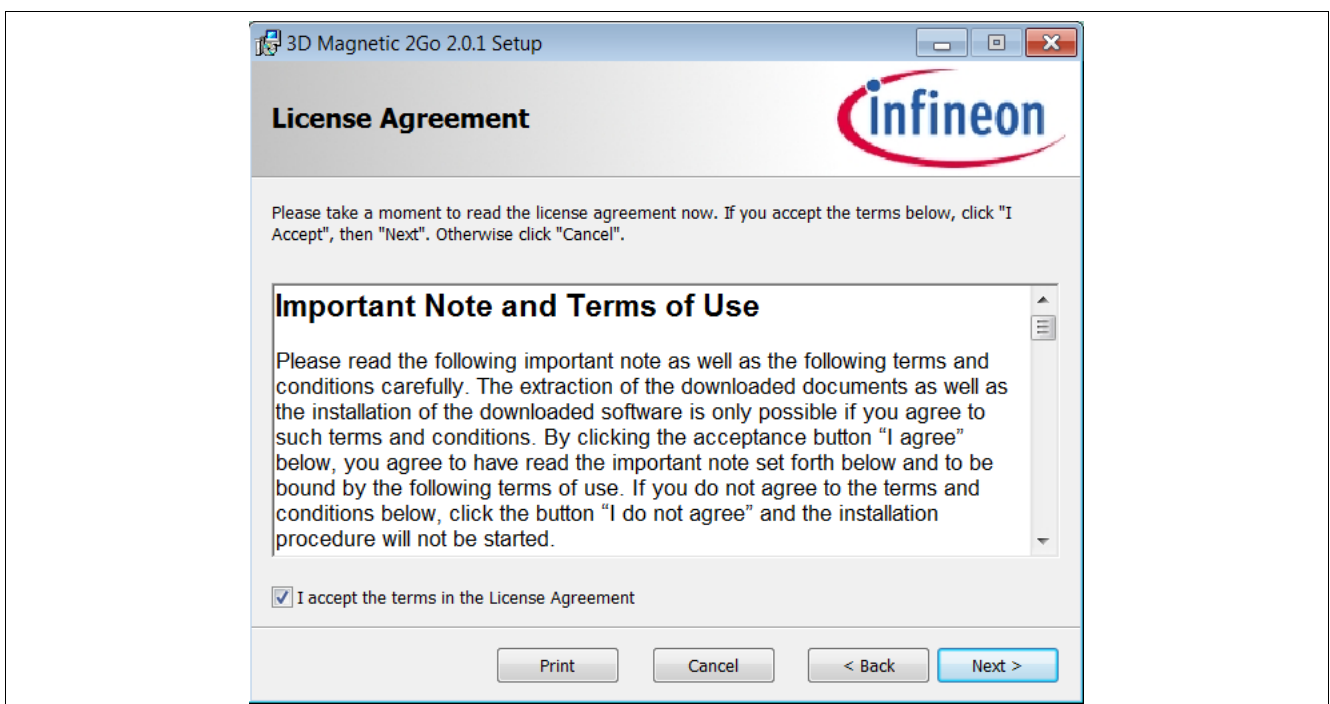 3D Magnetic 2Go 2.0.1 Setup
License Agreement
infineon
Please take a moment to read the license agreement now. If you accept the terms below, click "I
Accept", then "Next". Otherwise click "Cancel".
Important Note and Terms of Use
Please read the following important note as well as the following terms and
conditions carefully. The extraction of the downloaded documents as well as
the installation of the downloaded software is only possible if you agree to
such terms and conditions. By clicking the acceptance button “I agree”
below, you agree to have read the important note set forth below and to be
bound by the following terms of use. If you do not agree to the terms and
conditions below, click the button “I do not agree” and the installation
procedure will not be started.
I accept the terms in the License Agreement
Print Cancel < Back Next >